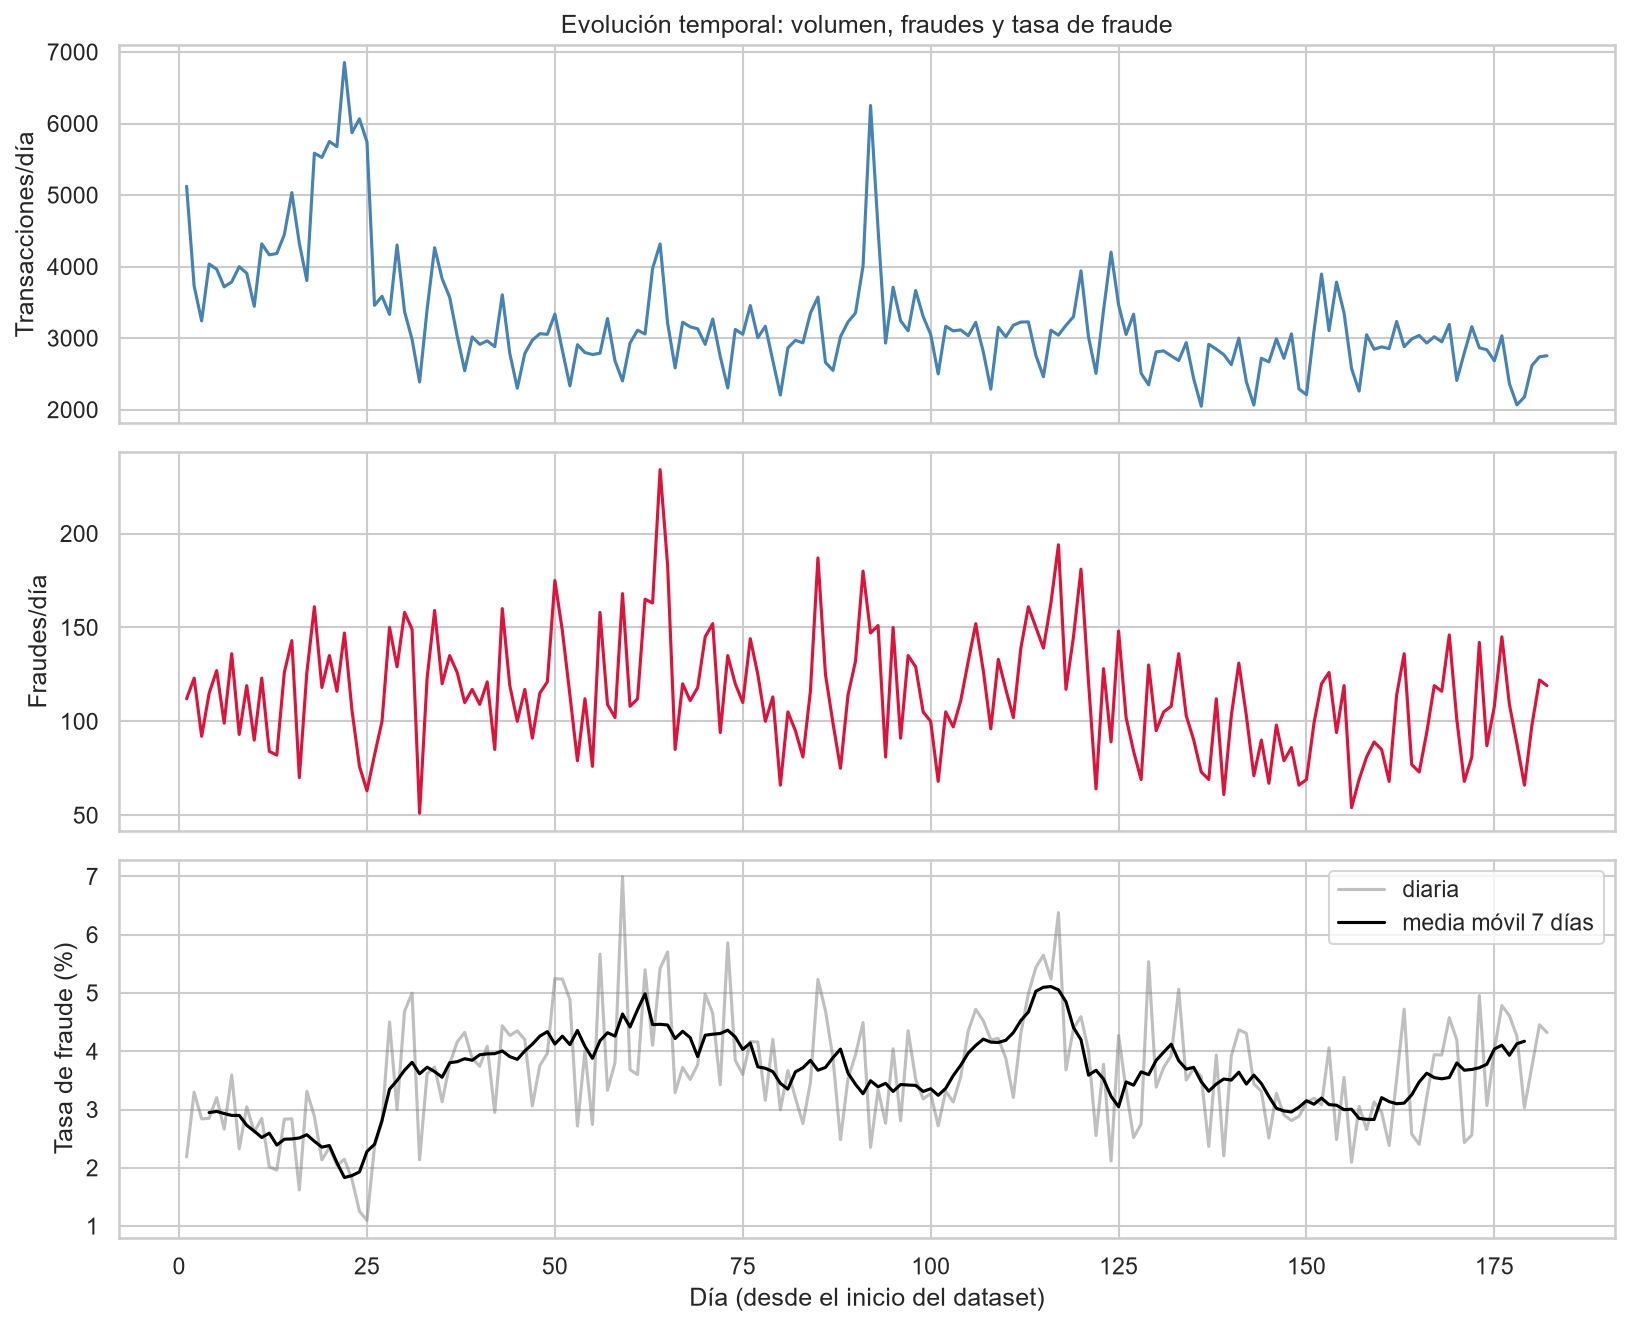 Evolución temporal: volumen, fraudes y tasa de fraude
Transacciones/día
7000
6000
5000
4000
3000
2000
Fraudes/día
200
150
100
50
Tasa de fraude (%)
7
6
5
4
3
2
1
diaria
media móvil 7 días
0 25 50 75 100 125 150 175
Día (desde el inicio del dataset)